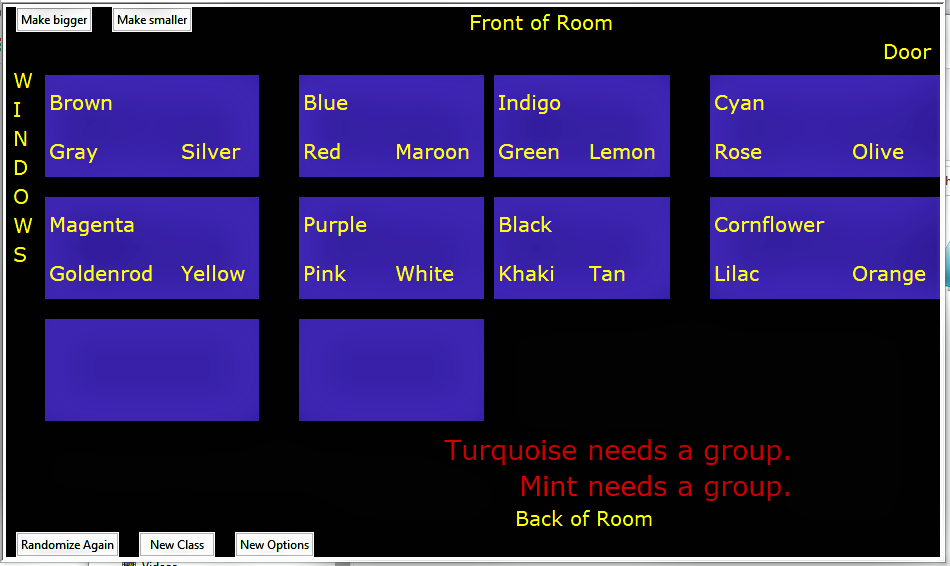 Make bigger Make smaller Front of Room
Door
W
I
N
D
O
W
S
Brown
Gray Silver
Blue
Red Maroon
Indigo
Green Lemon
Cyan
Rose Olive
Magenta
Goldenrod Yellow
Purple
Pink White
Black
Khaki Tan
Cornflower
Lilac Orange
Turquoise needs a group.
Mint needs a group.
Back of Room
Randomize Again New Class New Options